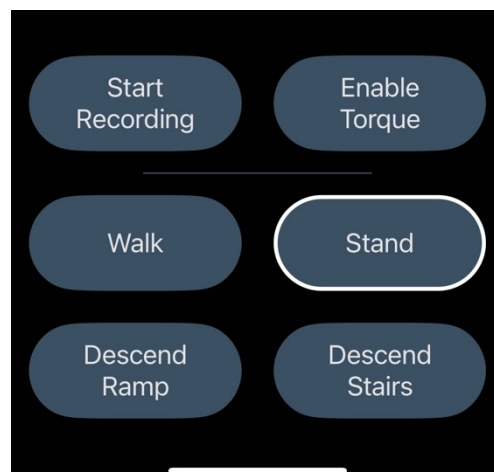 Start
Recording
Enable
Torque
Walk
Stand
Descend
Ramp
Descend
Stairs